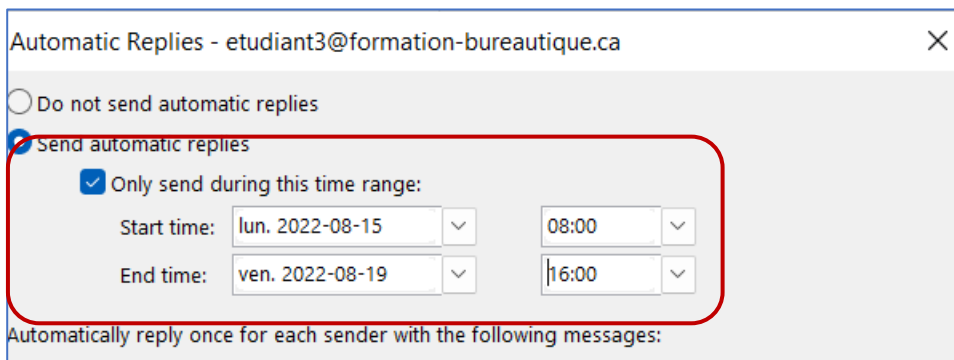 Automatic Replies - etudiant3@formation-bureautique.ca
Do not send automatic replies
Send automatic replies
Only send during this time range:
Start time: lun. 2022-08-15 08:00
End time: ven. 2022-08-19 16:00
Automatically reply once for each sender with the following messages: